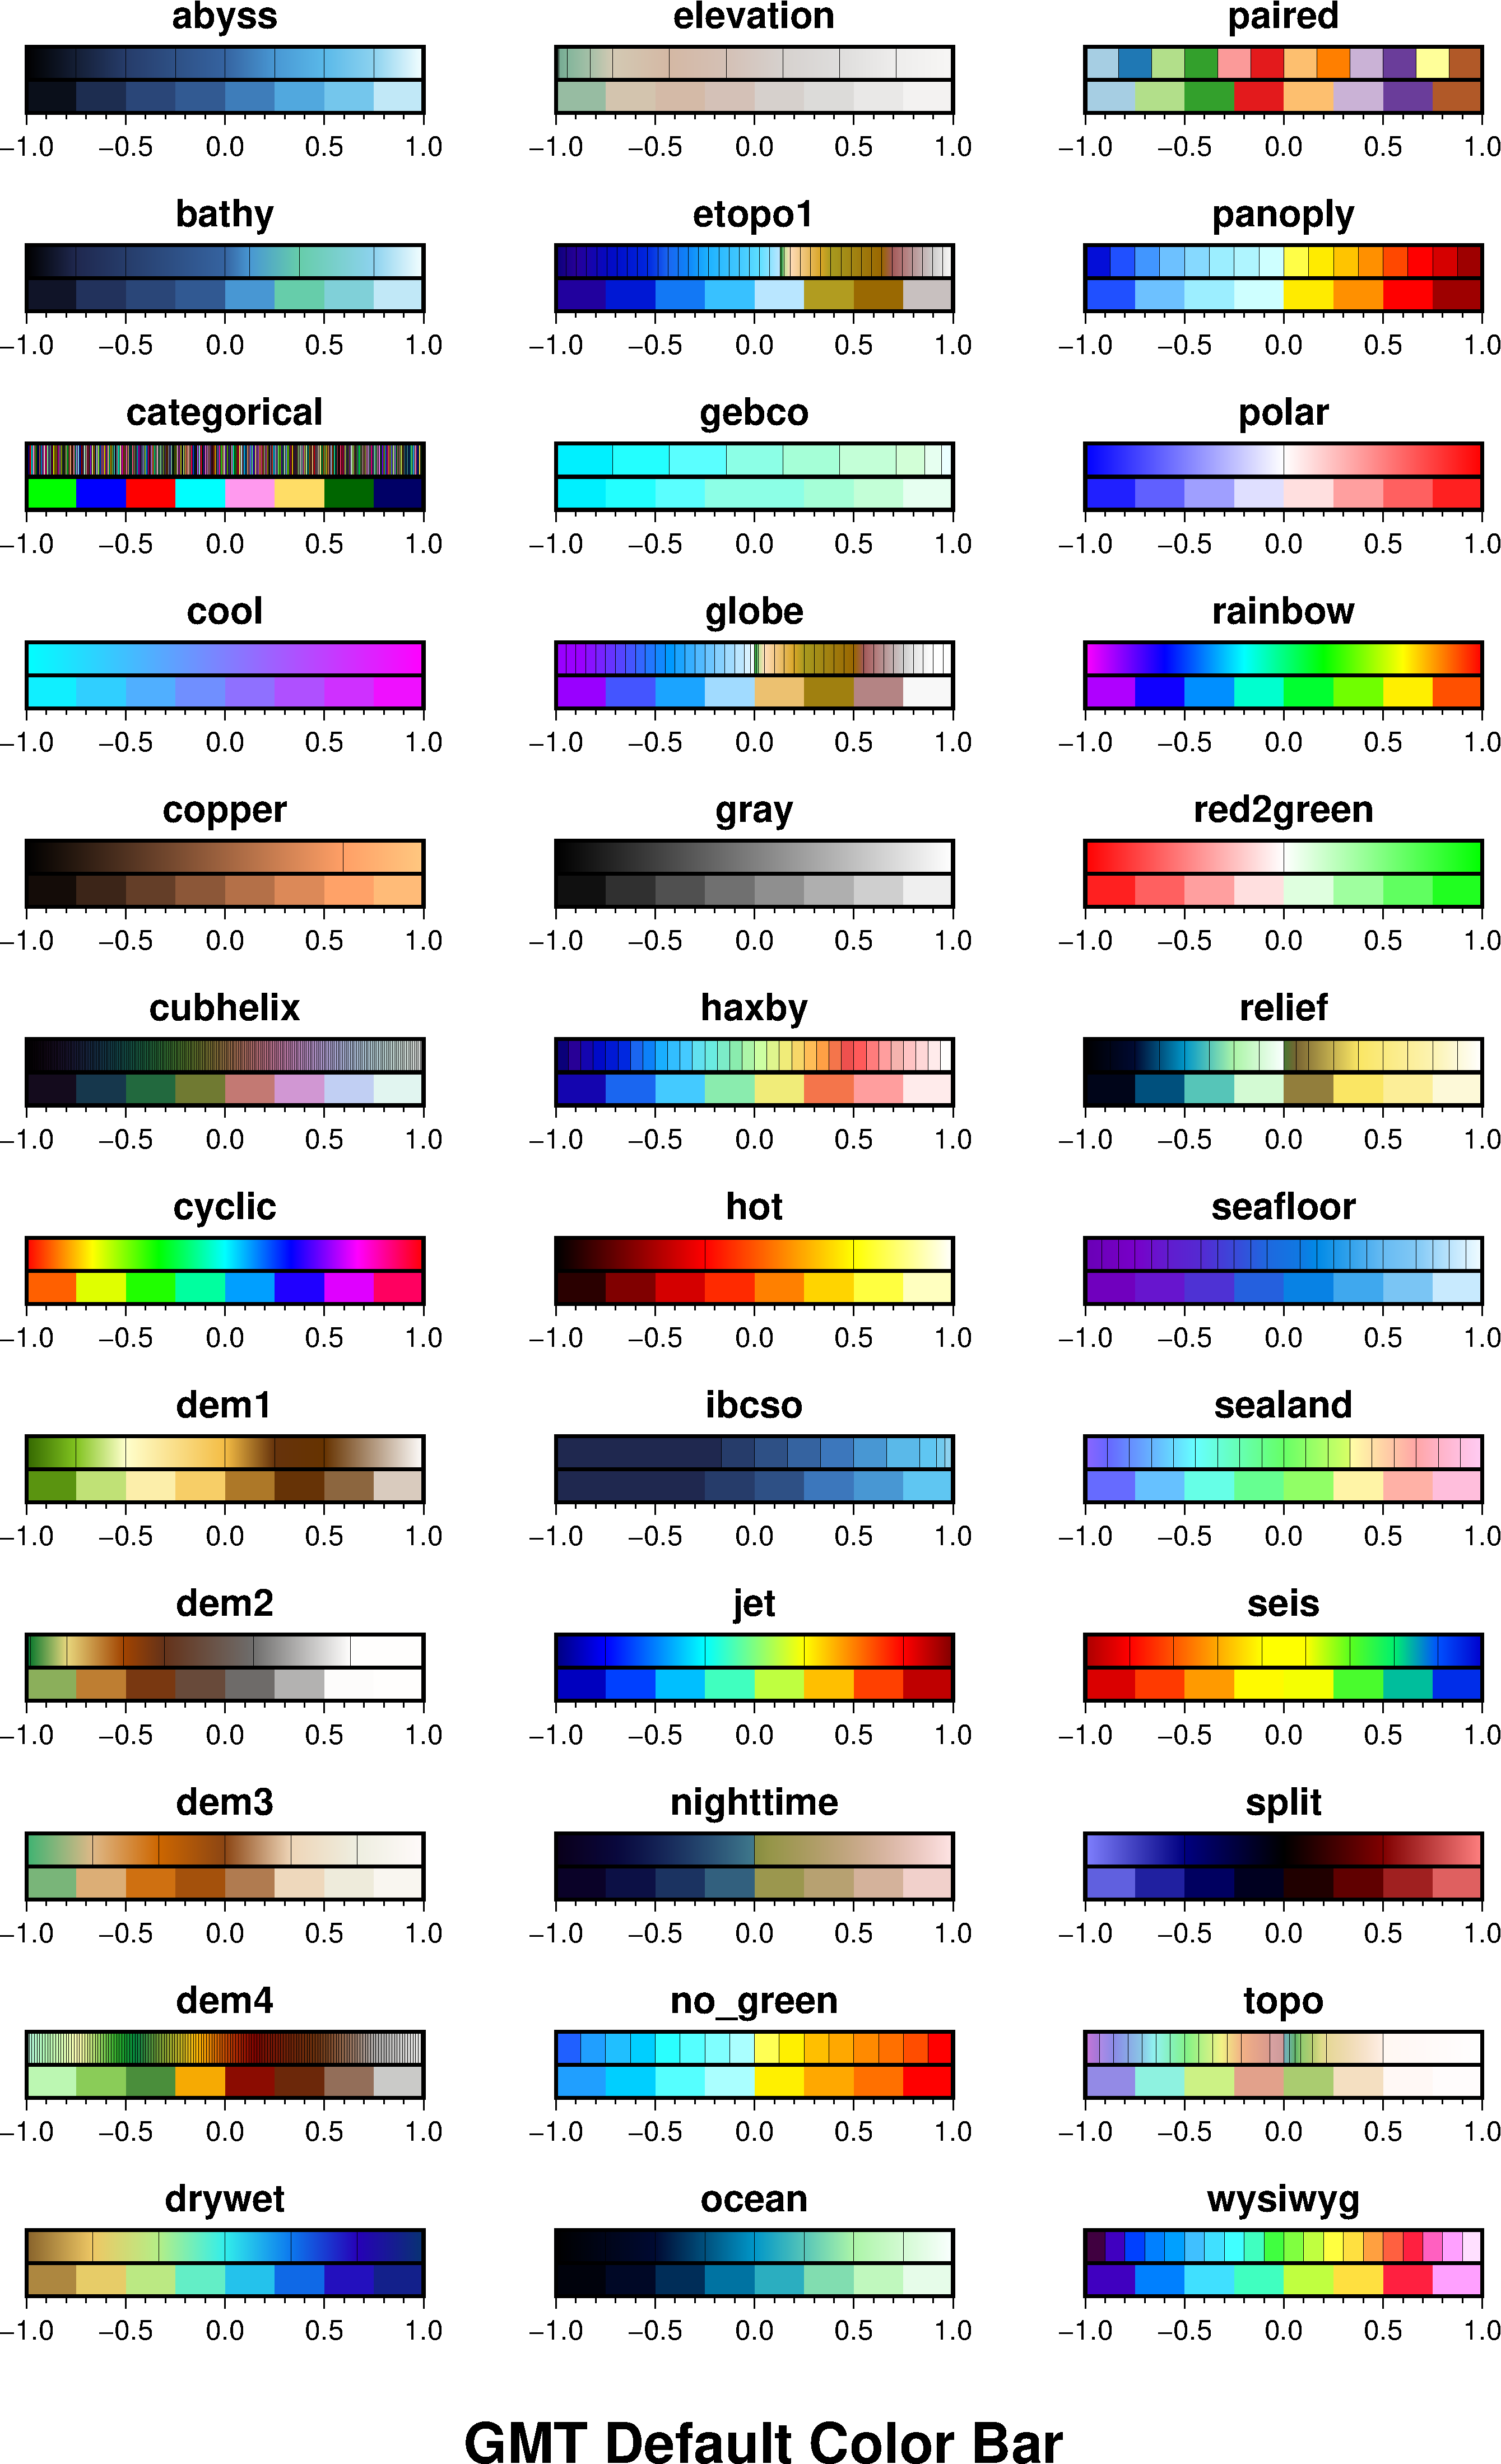 abyss elevation paired
−1.0 −0.5 0.0 0.5 1.0 −1.0 −0.5 0.0 0.5 1.0 −1.0 −0.5 0.0 0.5 1.0
bathy etopo1 panoply
−1.0 −0.5 0.0 0.5 1.0 −1.0 −0.5 0.0 0.5 1.0 −1.0 −0.5 0.0 0.5 1.0
categorical gebco polar
−1.0 −0.5 0.0 0.5 1.0 −1.0 −0.5 0.0 0.5 1.0 −1.0 −0.5 0.0 0.5 1.0
cool globe rainbow
−1.0 −0.5 0.0 0.5 1.0 −1.0 −0.5 0.0 0.5 1.0 −1.0 −0.5 0.0 0.5 1.0
copper gray red2green
−1.0 −0.5 0.0 0.5 1.0 −1.0 −0.5 0.0 0.5 1.0 −1.0 −0.5 0.0 0.5 1.0
cubhelix haxby relief
−1.0 −0.5 0.0 0.5 1.0 −1.0 −0.5 0.0 0.5 1.0 −1.0 −0.5 0.0 0.5 1.0
cyclic hot seafloor
−1.0 −0.5 0.0 0.5 1.0 −1.0 −0.5 0.0 0.5 1.0 −1.0 −0.5 0.0 0.5 1.0
dem1 ibcso sealand
−1.0 −0.5 0.0 0.5 1.0 −1.0 −0.5 0.0 0.5 1.0 −1.0 −0.5 0.0 0.5 1.0
dem2 jet seis
−1.0 −0.5 0.0 0.5 1.0 −1.0 −0.5 0.0 0.5 1.0 −1.0 −0.5 0.0 0.5 1.0
dem3 nighttime split
−1.0 −0.5 0.0 0.5 1.0 −1.0 −0.5 0.0 0.5 1.0 −1.0 −0.5 0.0 0.5 1.0
dem4 no_green topo
−1.0 −0.5 0.0 0.5 1.0 −1.0 −0.5 0.0 0.5 1.0 −1.0 −0.5 0.0 0.5 1.0
drywet ocean wysiwyg
−1.0 −0.5 0.0 0.5 1.0 −1.0 −0.5 0.0 0.5 1.0 −1.0 −0.5 0.0 0.5 1.0
GMT Default Color Bar